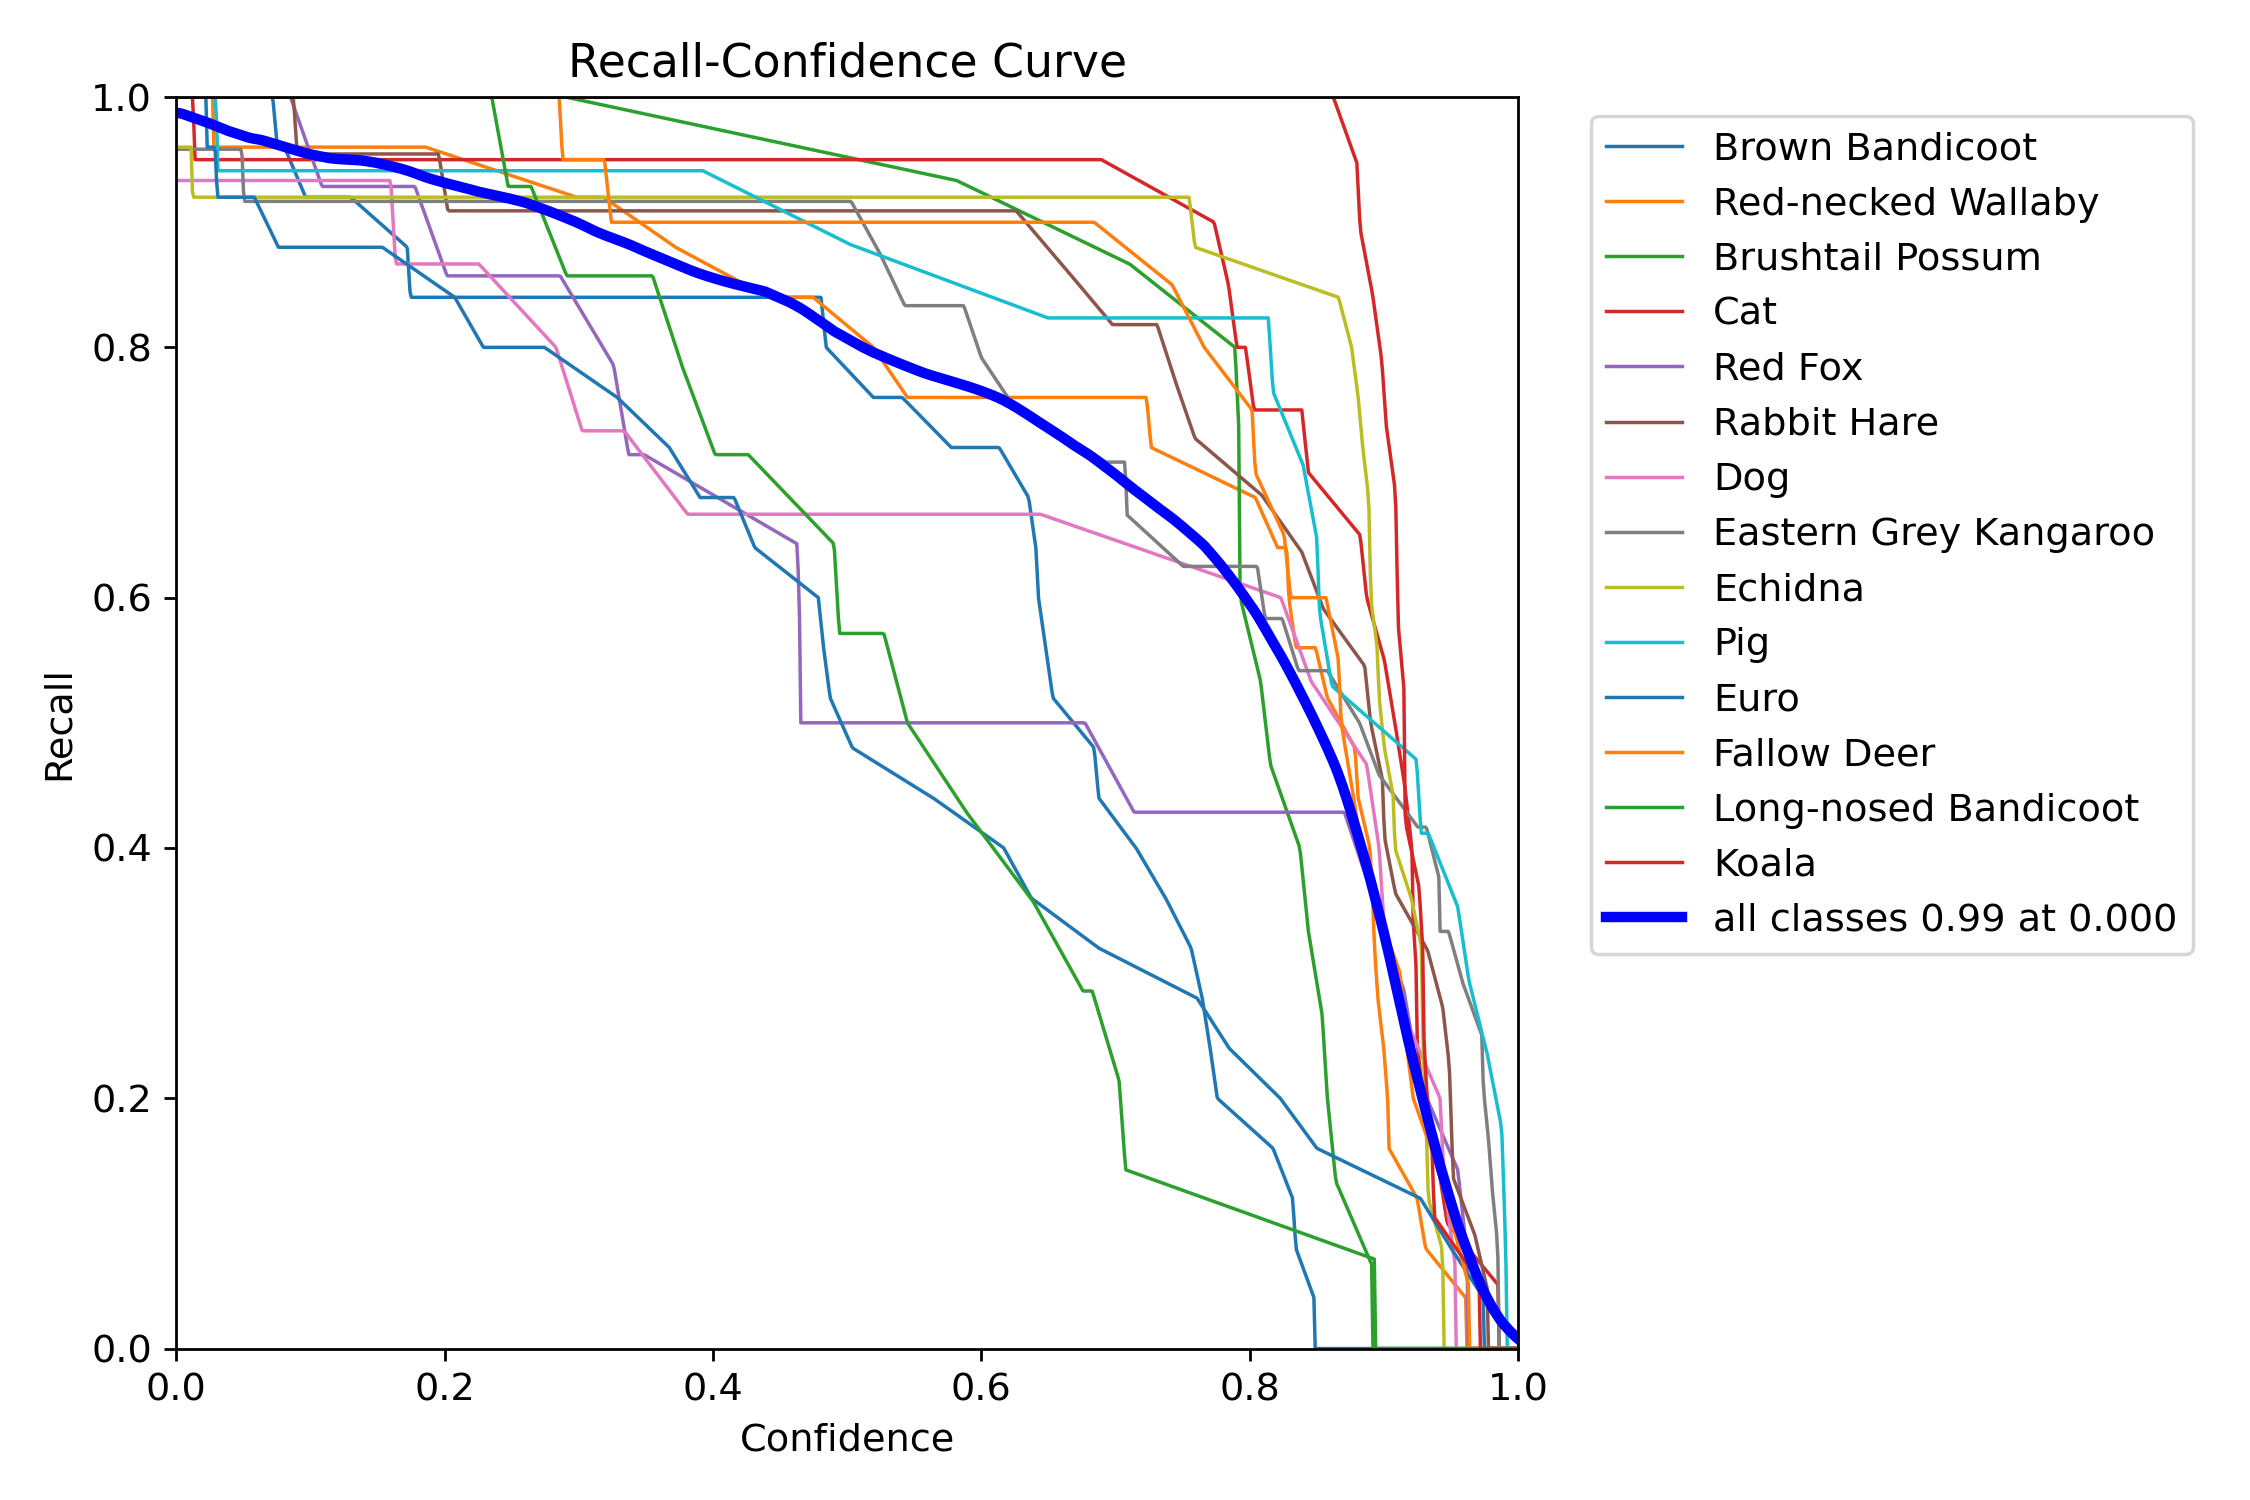 Recall-Confidence Curve
1.0
0.8
0.6
0.4
0.2
0.0
Recall
0.0 0.2 0.4 0.6 0.8 1.0
Confidence
Brown Bandicoot
Red-necked Wallaby
Brushtail Possum
Cat
Red Fox
Rabbit Hare
Dog
Eastern Grey Kangaroo
Echidna
Pig
Euro
Fallow Deer
Long-nosed Bandicoot
Koala
all classes 0.99 at 0.000